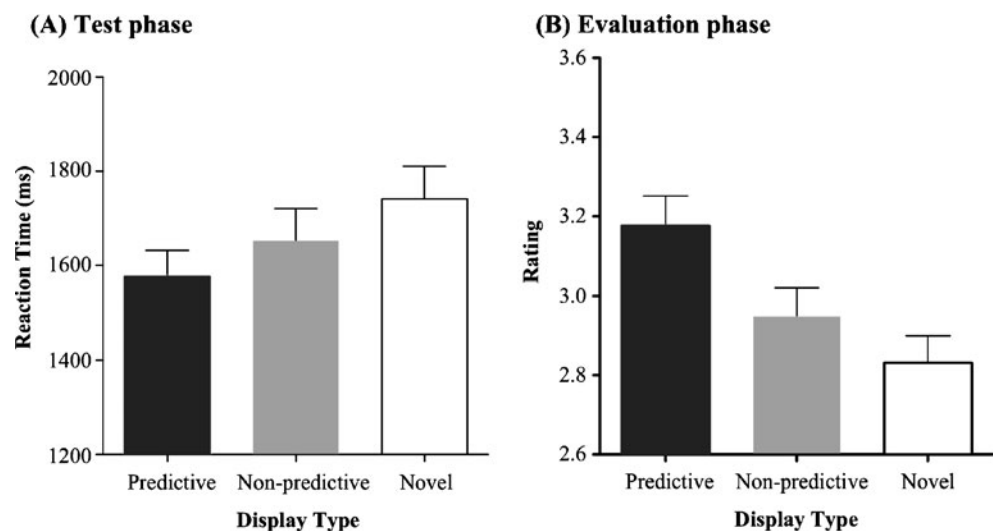 (A) Test phase
2000
1800
1600
1400
1200
Reaction Time (ms)
Predictive Non-predictive Novel
Display Type
(B) Evaluation phase
3.6
3.4
3.2
3.0
2.8
2.6
Rating
Predictive Non-predictive Novel
Display Type